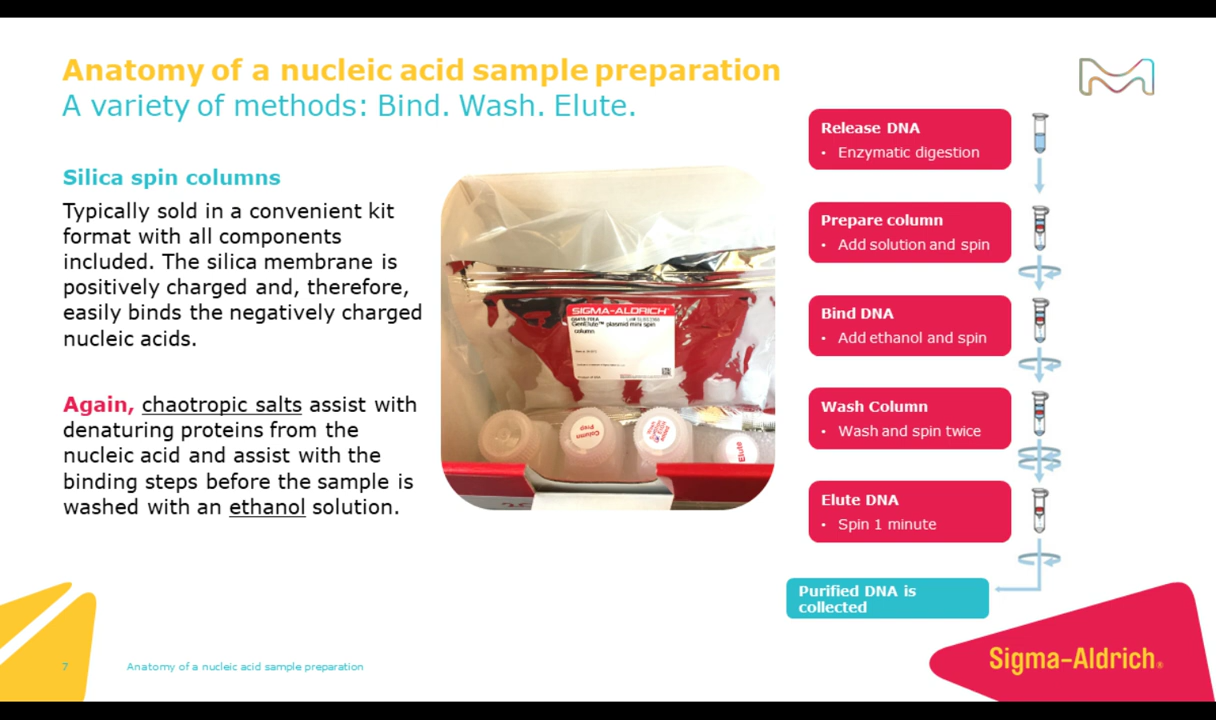 Anatomy of a nucleic acid sample preparation
A variety of methods: Bind. Wash. Elute.
Silica spin columns
Typically sold in a convenient kit
format with all components
included. The silica membrane is
positively charged and, therefore,
easily binds the negatively charged
nucleic acids.
Again, chaotropic salts assist with
denaturing proteins from the
nucleic acid and assist with the
binding steps before the sample is
washed with an ethanol solution.
SIGMA-ALDRICH
GenElute™ plasmid mini spin
column
Column
Prep
Elute
Release DNA
• Enzymatic digestion
Prepare column
• Add solution and spin
Bind DNA
• Add ethanol and spin
Wash Column
• Wash and spin twice
Elute DNA
• Spin 1 minute
Purified DNA is
collected
7
Anatomy of a nucleic acid sample preparation
Sigma-Aldrich®